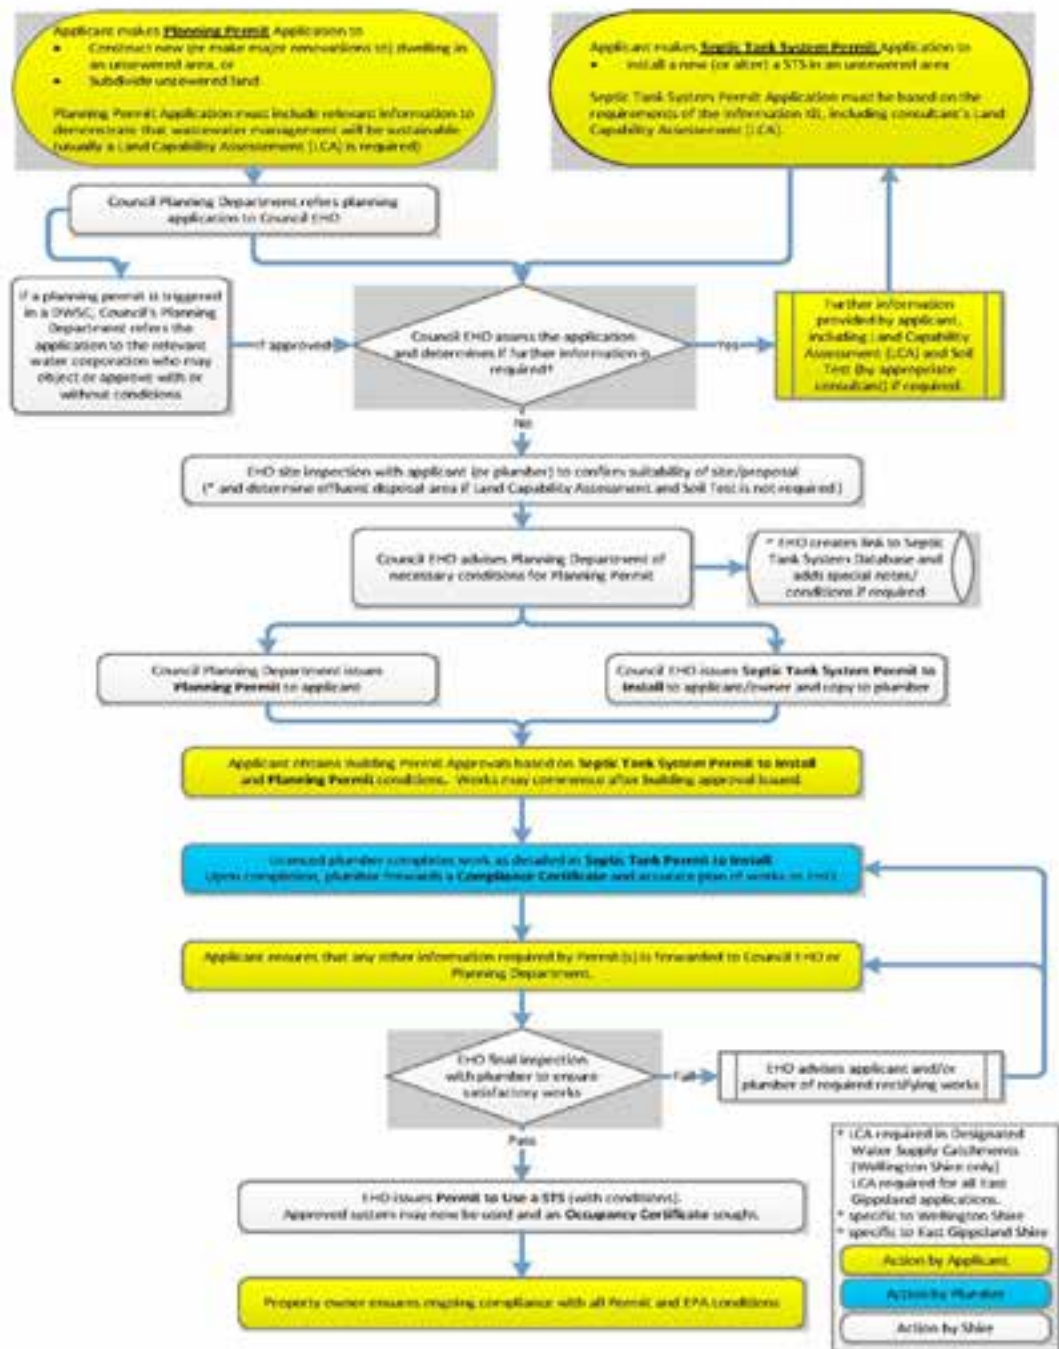 Applicant makes Planning Permit Application to
• Construct new (or make major renovations to) dwelling in
an unsewered area, or
• Subdivide unsewered land
Planning Permit Application must include relevant information to
demonstrate that wastewater management will be sustainable
(usually a Land Capability Assessment (LCA) is required)
Applicant makes Septic Tank System Permit Application to
• install a new (or alter) a STS in an unsewered area
Septic Tank System Permit Application must be based on the
requirements of the Information Kit, including consultant's Land
Capability Assessment (LCA).
Council Planning Department refers planning
application to Council EHO
If a planning permit is triggered
in a DWSC, Council's Planning
Department refers the
application to the relevant
water corporation who may
object or approve with or
without conditions
If approved
Council EHO assess the application
and determines if further information is
required*
Yes
Further information
provided by applicant,
including Land Capability
Assessment (LCA) and Soil
Test (by appropriate
consultant) if required.
No
EHO site inspection with applicant (or plumber) to confirm suitability of site/proposal
(* and determine effluent disposal area if Land Capability Assessment and Soil Test is not required)
Council EHO advises Planning Department of
necessary conditions for Planning Permit
* EHO creates link to Septic
Tank System Database and
adds special notes/
conditions if required
Council Planning Department issues
Planning Permit to applicant
Council EHO issues Septic Tank System Permit to
Install to applicant/owner and copy to plumber
Applicant obtains Building Permit Approvals based on Septic Tank System Permit to Install
and Planning Permit conditions. Works may commence after building approval issued.
Licenced plumber completes work as detailed in Septic Tank Permit to Install
Upon completion, plumber forwards a Compliance Certificate and accurate plan of works to EHO.
Applicant ensures that any other information required by Permit(s) is forwarded to Council EHO or
Planning Department.
EHO final inspection
with plumber to ensure
satisfactory works
Fail
EHO advises applicant and/or
plumber of required rectifying works
Pass
EHO issues Permit to Use a STS (with conditions).
Approved system may now be used and an Occupancy Certificate sought.
Property owner ensures ongoing compliance with all Permit and EPA conditions
* LCA required in Designated
Water Supply Catchments
(Wellington Shire only)
LCA required for all East
Gippsland applications.
* specific to Wellington Shire
* specific to East Gippsland Shire
Action by Applicant
Action by Plumber
Action by Shire